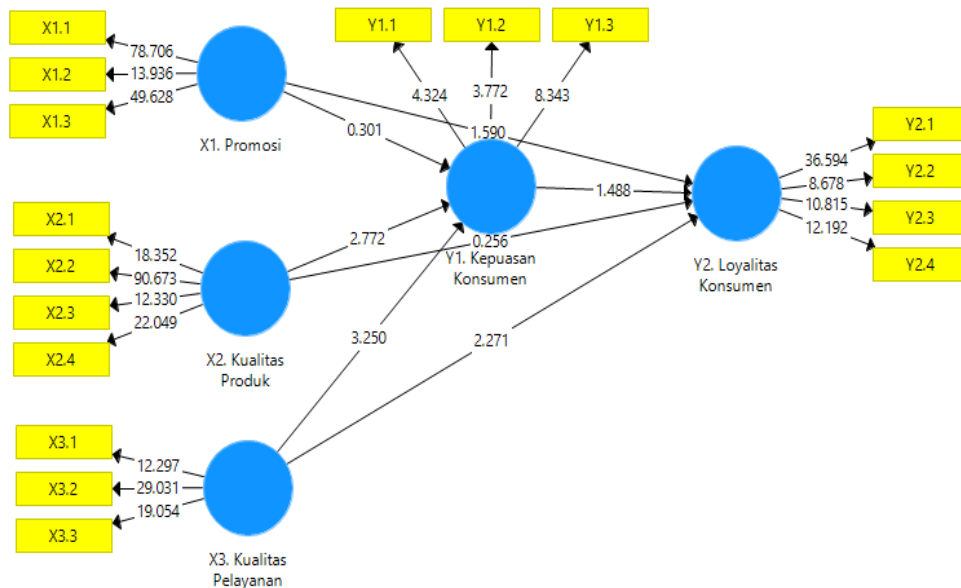 X1.1
X1.2
X1.3
78.706
13.936
49.628
X1. Promosi
Y1.1
Y1.2
Y1.3
4.324
3.772
8.343
0.301
1.590
Y2.1
Y2.2
Y2.3
Y2.4
36.594
8.678
10.815
12.192
1.488
X2.1
X2.2
X2.3
X2.4
18.352
90.673
12.330
22.049
2.772
0.256
Y1. Kepuasan
Konsumen
Y2. Loyalitas
Konsumen
X2. Kualitas
Produk
3.250
2.271
X3.1
X3.2
X3.3
12.297
29.031
19.054
X3. Kualitas
Pelayanan